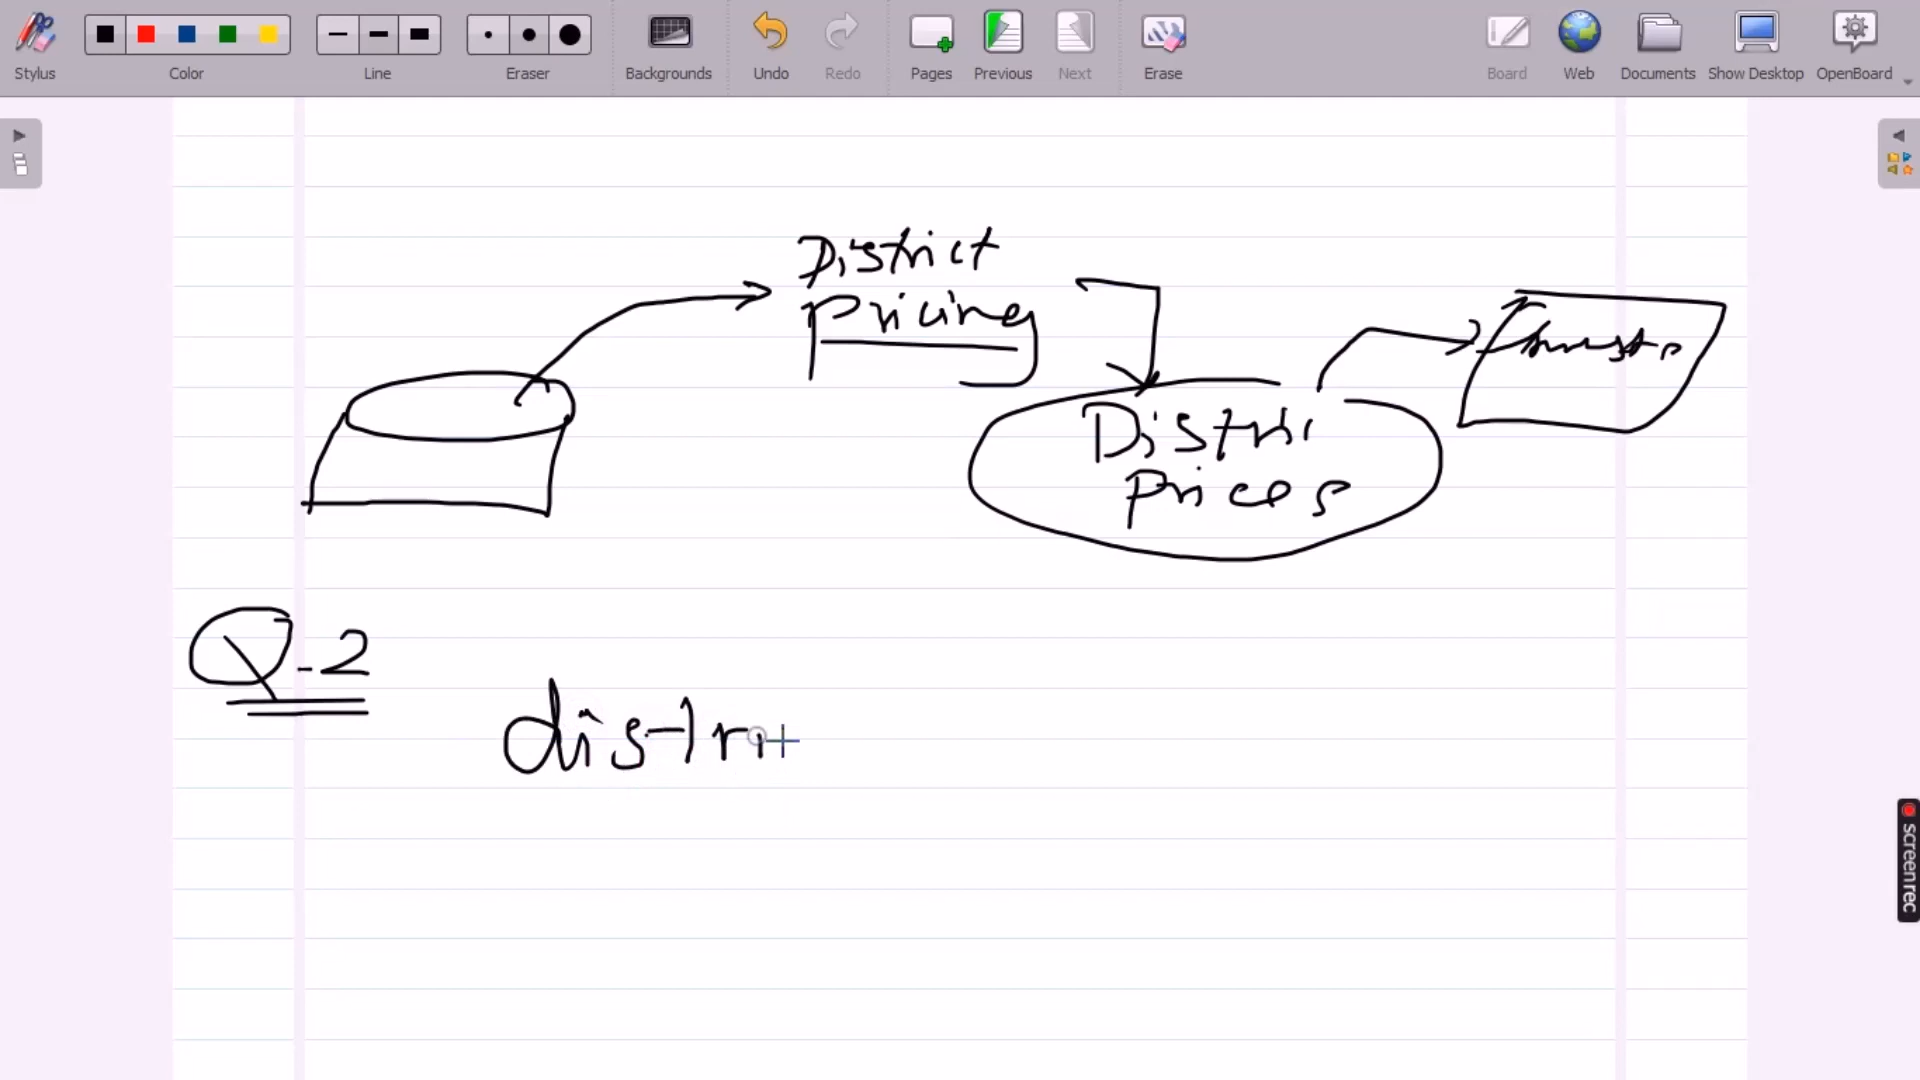 Stylus Color Line Eraser Backgrounds Undo Redo Pages Previous Next Erase Board Web Documents Show Desktop OpenBoard
District
Pricing
Distri
Prices
Q-2
distri
screenrec